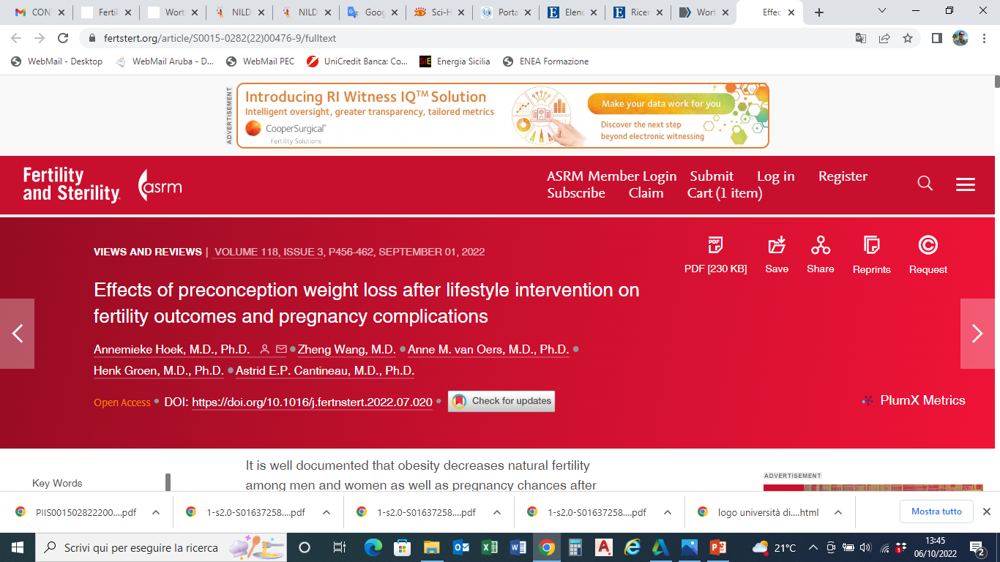 CON
Fertil
Wort
NILD
NILD
Goog
Sci-H
Porta
Elenc
Ricer
Wort
Effec
fertstert.org/article/S0015-0282(22)00476-9/fulltext
WebMail - Desktop
WebMail Aruba - D...
WebMail PEC
UniCredit Banca: Co...
SIE
Energia Sicilia
ENEA Formazione
ADVERTISEMENT
Introducing RI Witness IQ™ Solution
Intelligent oversight, greater transparency, tailored metrics
CooperSurgical®
Fertility Solutions
Make your data work for you
Discover the next step
beyond electronic witnessing
Fertility
and Sterility®
asrm
ASRM Member Login Submit Log in Register
Subscribe Claim Cart (1 item)
VIEWS AND REVIEWS | VOLUME 118, ISSUE 3, P456-462, SEPTEMBER 01, 2022
PDF
PDF [230 KB]
Save
Share
Reprints
Request
Effects of preconception weight loss after lifestyle intervention on
fertility outcomes and pregnancy complications
Annemieke Hoek, M.D., Ph.D. • Zheng Wang, M.D. • Anne M. van Oers, M.D., Ph.D. •
Henk Groen, M.D., Ph.D. • Astrid E.P. Cantineau, M.D., Ph.D.
Open Access • DOI: https://doi.org/10.1016/j.fertnstert.2022.07.020 • Check for updates
PlumX Metrics
It is well documented that obesity decreases natural fertility
among men and women as well as pregnancy chances after
Key Words
ADVERTISEMENT
PIIS001502822200....pdf
1-s2.0-S01637258....pdf
1-s2.0-S01637258....pdf
1-s2.0-S01637258....pdf
logo università di....html
Mostra tutto
Scrivi qui per eseguire la ricerca
21°C
13:45
06/10/2022
2